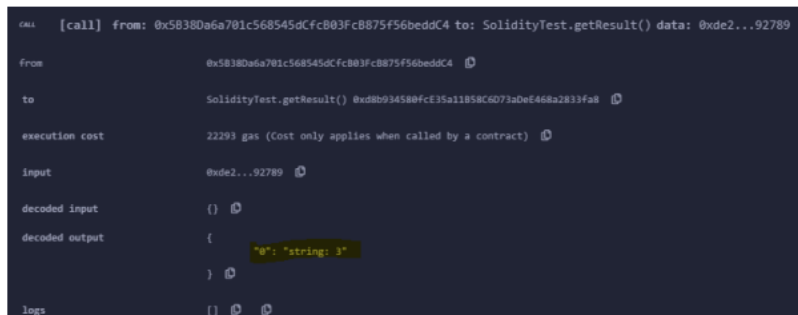 CALL [call] from: 0x5B38Da6a701c568545dCfcB03FcB875f56beddC4 to: SolidityTest.getResult() data: 0xde2...92789
from 0x5B38Da6a701c568545dCfcB03FcB875f56beddC4
to SolidityTest.getResult() 0xd8b934580fcE35a11B58C6D73aDeE468a2833fa8
execution cost 22293 gas (Cost only applies when called by a contract)
input 0xde2...92789
decoded input {}
decoded output {
"0": "string: 3"
}
logs []